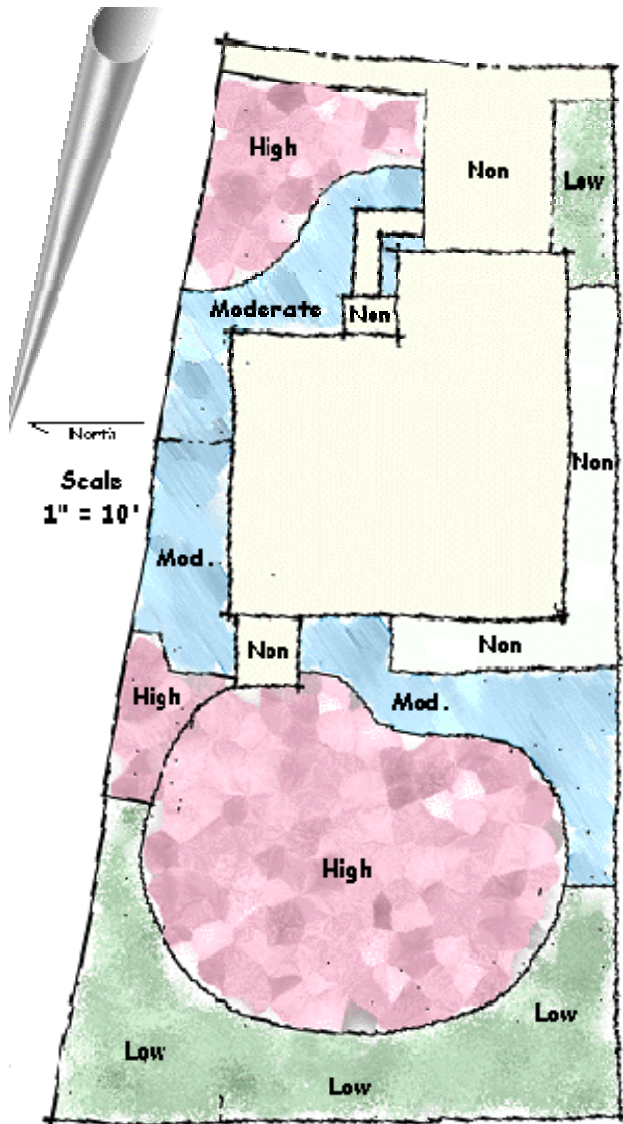 High
Non
Low
Moderate
Non
North
Scale
1" = 10'
Non
Mod.
Non
Non
High
Mod.
High
Low
Low
Low